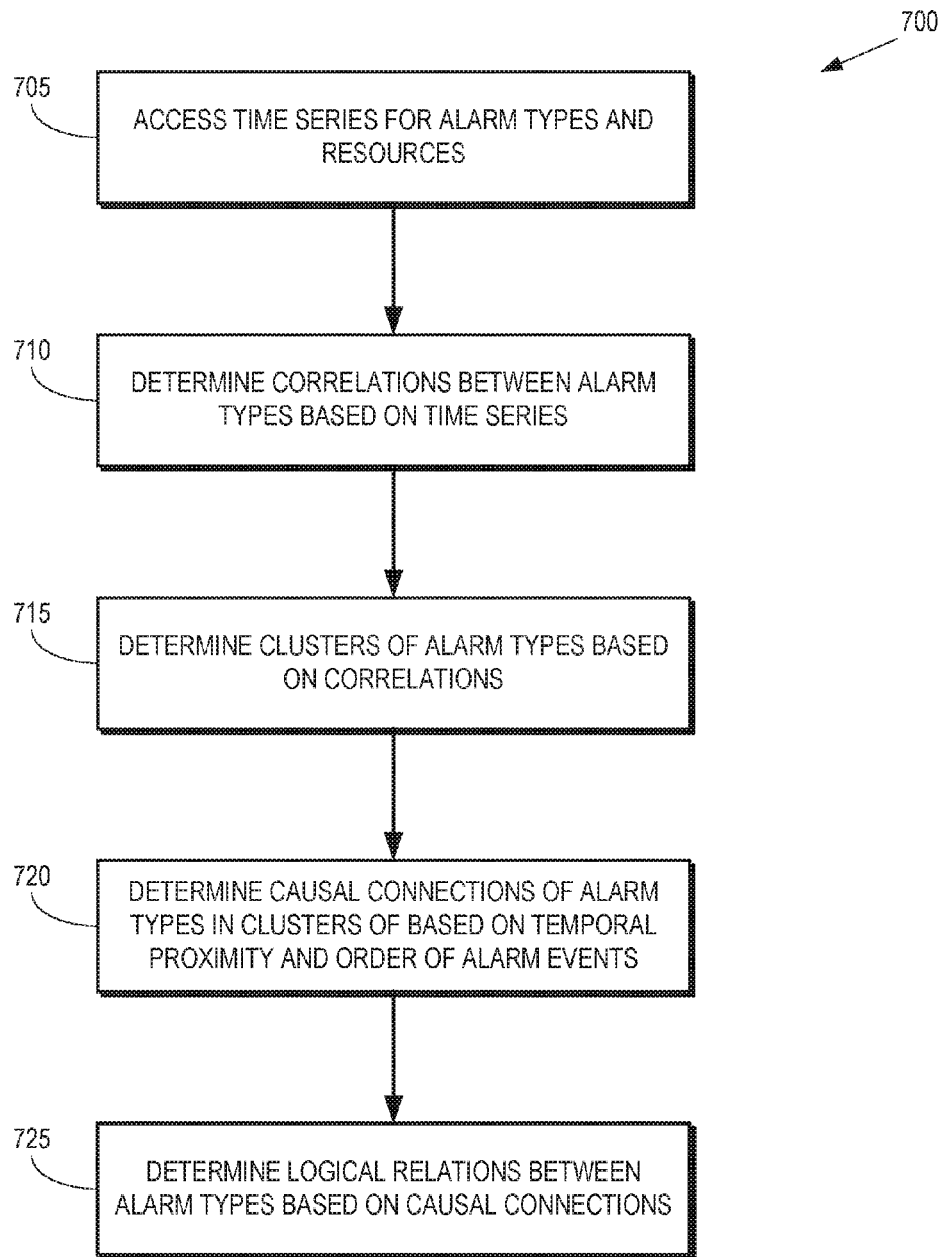 700
705
ACCESS TIME SERIES FOR ALARM TYPES AND
RESOURCES
710
DETERMINE CORRELATIONS BETWEEN ALARM
TYPES BASED ON TIME SERIES
715
DETERMINE CLUSTERS OF ALARM TYPES BASED
ON CORRELATIONS
720
DETERMINE CAUSAL CONNECTIONS OF ALARM
TYPES IN CLUSTERS OF BASED ON TEMPORAL
PROXIMITY AND ORDER OF ALARM EVENTS
725
DETERMINE LOGICAL RELATIONS BETWEEN
ALARM TYPES BASED ON CAUSAL CONNECTIONS